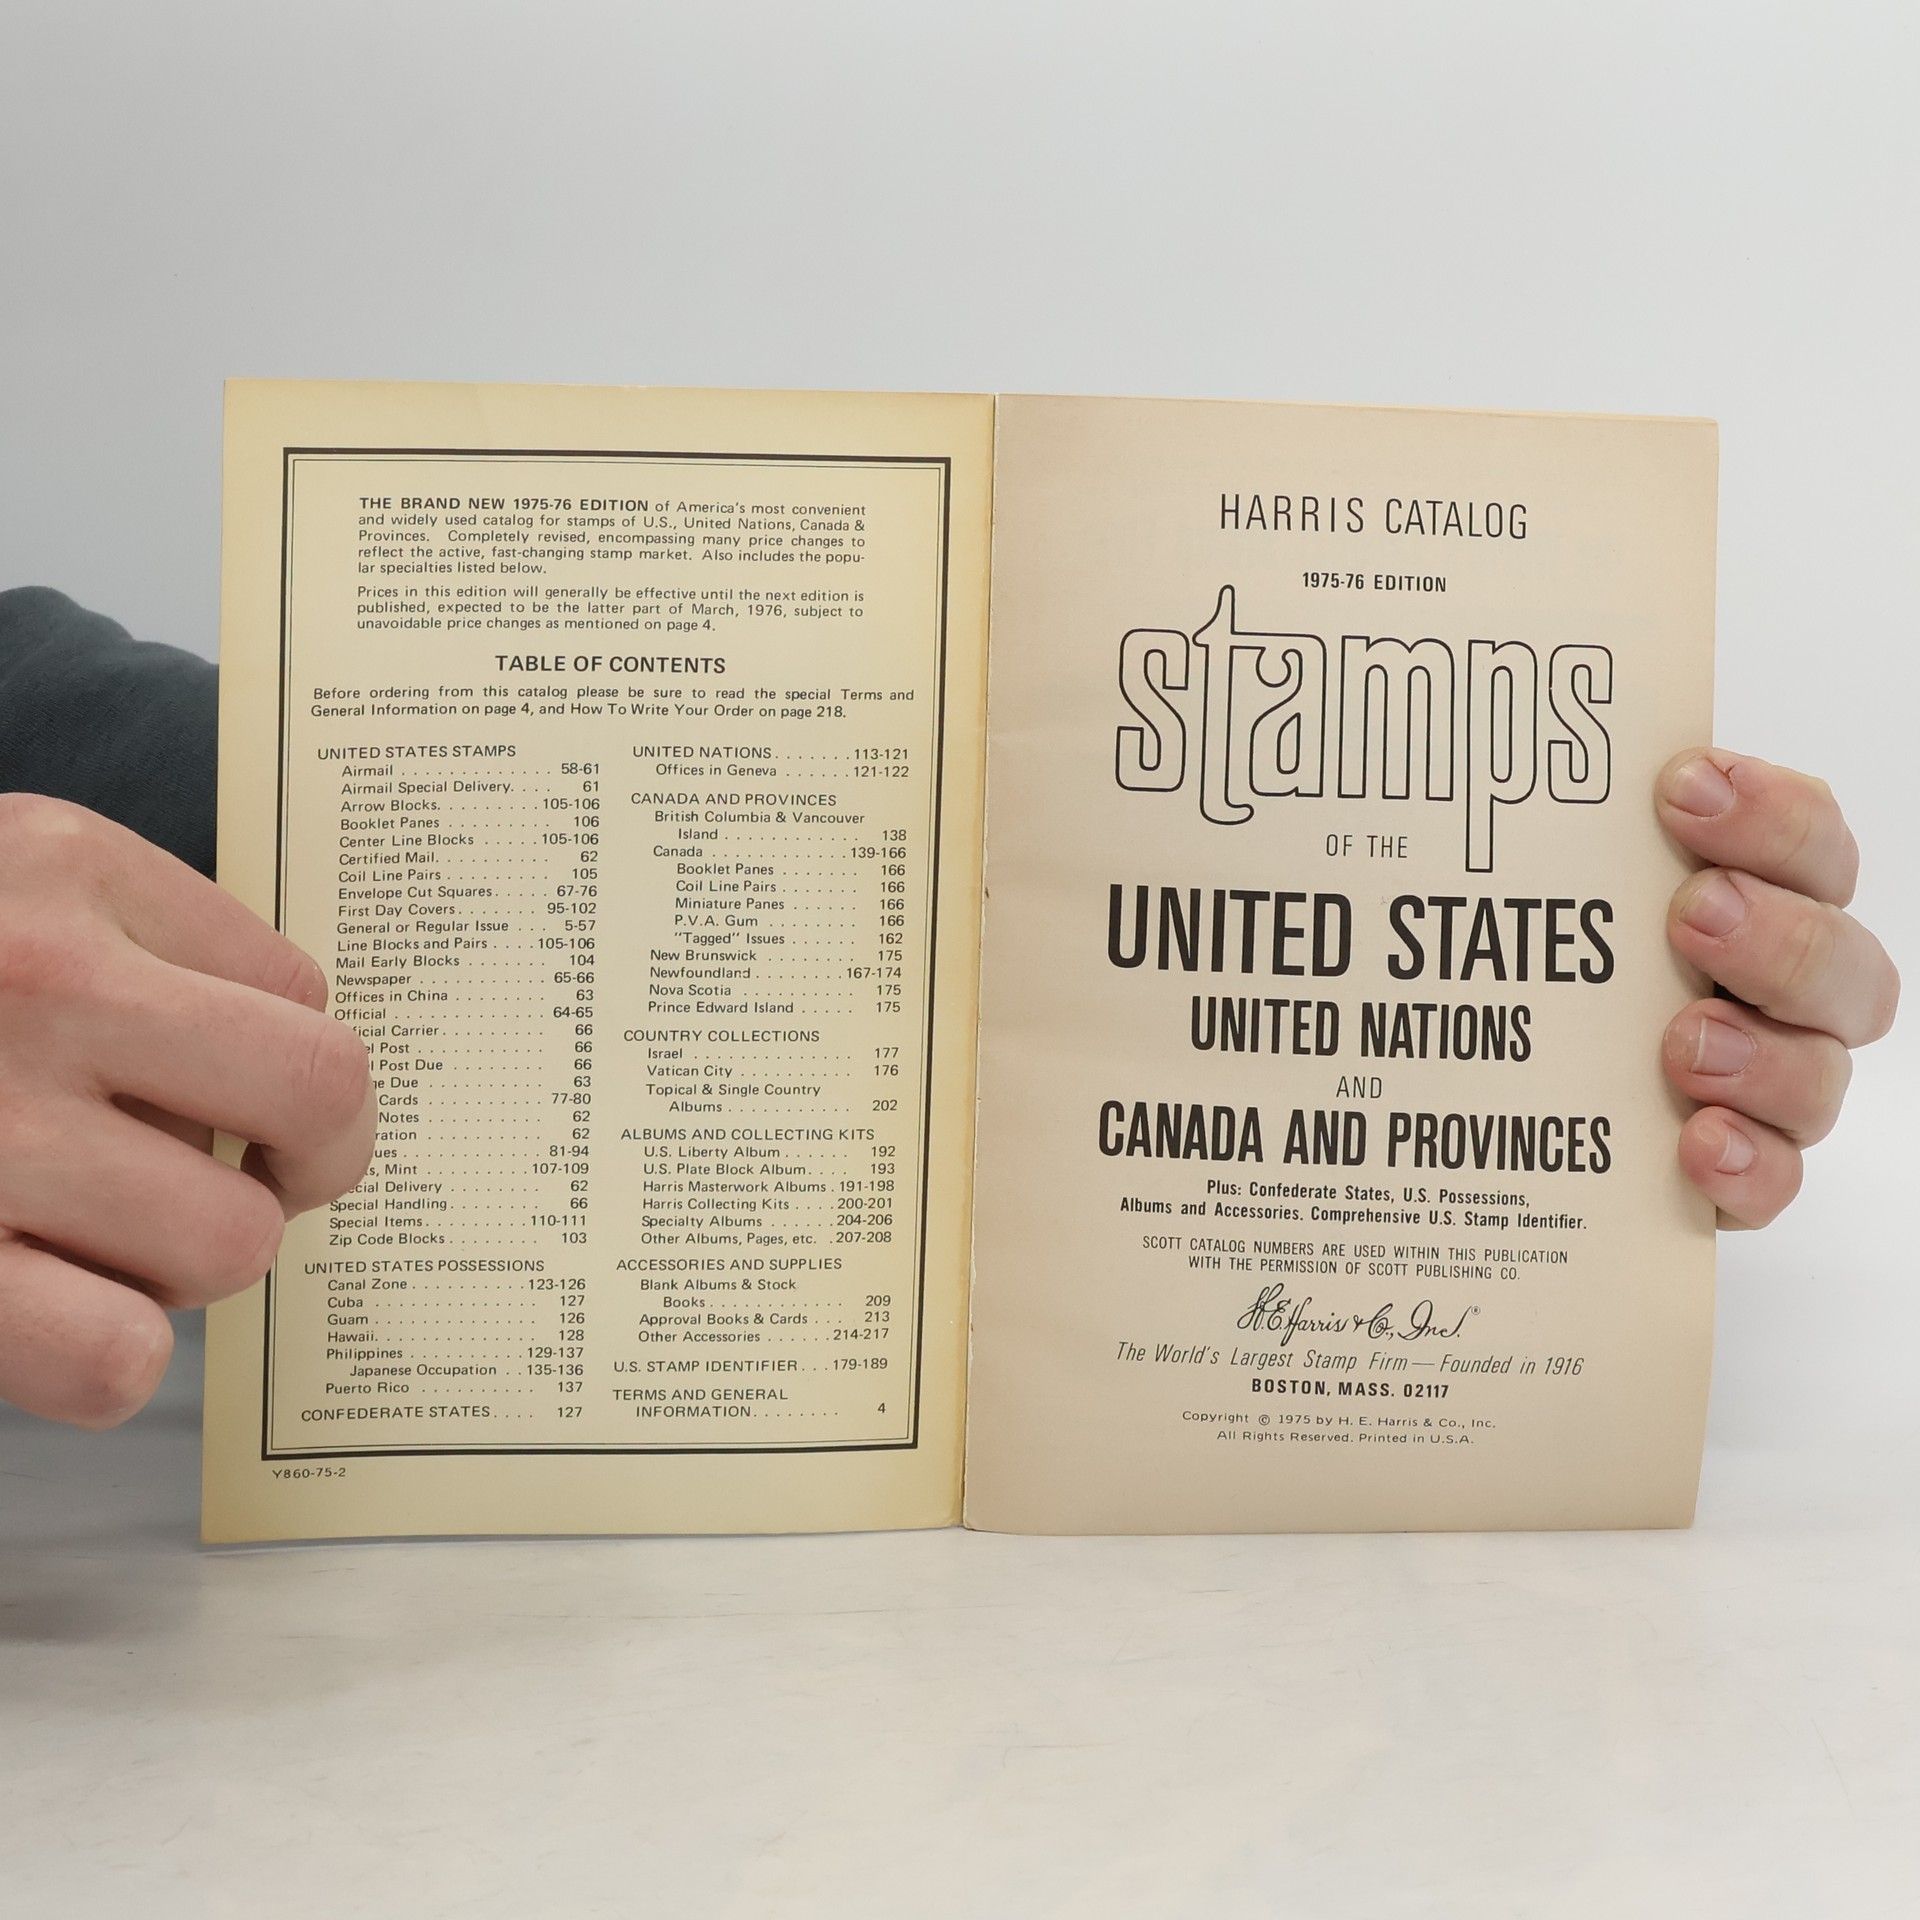 THE BRAND NEW 1975-76 EDITION of America's most convenient
and widely used catalog for stamps of U.S., United Nations, Canada &
Provinces. Completely revised, encompassing many price changes to
reflect the active, fast-changing stamp market. Also includes the popu-
lar specialties listed below.
Prices in this edition will generally be effective until the next edition is
published, expected to be the latter part of March, 1976, subject to
unavoidable price changes as mentioned on page 4.
TABLE OF CONTENTS
Before ordering from this catalog please be sure to read the special Terms and
General Information on page 4, and How To Write Your Order on page 218.
UNITED STATES STAMPS
Airmail . . . . . . . . . . . . . 58-61
Airmail Special Delivery. . . . 61
Arrow Blocks. . . . . . . . . 105-106
Booklet Panes . . . . . . . . . 106
Center Line Blocks . . . . . 105-106
Certified Mail. . . . . . . . . . 62
Coil Line Pairs . . . . . . . . . 105
Envelope Cut Squares. . . . . 67-76
First Day Covers. . . . . . . 95-102
General or Regular Issue . . . 5-57
Line Blocks and Pairs . . . . 105-106
Mail Early Blocks . . . . . . . 104
Newspaper . . . . . . . . . . . 65-66
Offices in China . . . . . . . . 63
Official . . . . . . . . . . . . . 64-65
icial Carrier. . . . . . . . . 66
el Post . . . . . . . . . . . 66
l Post Due . . . . . . . . . 66
ge Due . . . . . . . . . . 63
Cards . . . . . . . . . . 77-80
Notes . . . . . . . . . . 62
ration . . . . . . . . . . 62
ues . . . . . . . . . . . . 81-94
s, Mint . . . . . . . . . 107-109
cial Delivery . . . . . . . . 62
Special Handling. . . . . . . . 66
Special Items. . . . . . . . . 110-111
Zip Code Blocks . . . . . . . . 103
UNITED STATES POSSESSIONS
Canal Zone . . . . . . . . . . 123-126
Cuba . . . . . . . . . . . . . . 127
Guam . . . . . . . . . . . . . . 126
Hawaii. . . . . . . . . . . . . . 128
Philippines . . . . . . . . . . 129-137
Japanese Occupation . . 135-136
Puerto Rico . . . . . . . . . . 137
CONFEDERATE STATES. . . . 127
UNITED NATIONS. . . . . . . 113-121
Offices in Geneva . . . . . . 121-122
CANADA AND PROVINCES
British Columbia & Vancouver
Island . . . . . . . . . . . . 138
Canada . . . . . . . . . . . . 139-166
Booklet Panes . . . . . . . 166
Coil Line Pairs . . . . . . . 166
Miniature Panes . . . . . . 166
P.V.A. Gum . . . . . . . . 166
"Tagged" Issues . . . . . . 162
New Brunswick . . . . . . . . 175
Newfoundland . . . . . . . . 167-174
Nova Scotia . . . . . . . . . . 175
Prince Edward Island . . . . . 175
COUNTRY COLLECTIONS
Israel . . . . . . . . . . . . . . 177
Vatican City . . . . . . . . . . 176
Topical & Single Country
Albums . . . . . . . . . . . 202
ALBUMS AND COLLECTING KITS
U.S. Liberty Album . . . . . . 192
U.S. Plate Block Album. . . . 193
Harris Masterwork Albums . 191-198
Harris Collecting Kits . . . . 200-201
Specialty Albums . . . . . . 204-206
Other Albums, Pages, etc. . 207-208
ACCESSORIES AND SUPPLIES
Blank Albums & Stock
Books . . . . . . . . . . . . 209
Approval Books & Cards . . . 213
Other Accessories . . . . . . 214-217
U.S. STAMP IDENTIFIER . . . 179-189
TERMS AND GENERAL
INFORMATION. . . . . . . . 4
Y860-75-2
HARRIS CATALOG
1975-76 EDITION
stamps
OF THE
UNITED STATES
UNITED NATIONS
AND
CANADA AND PROVINCES
Plus: Confederate States, U.S. Possessions,
Albums and Accessories. Comprehensive U.S. Stamp Identifier.
SCOTT CATALOG NUMBERS ARE USED WITHIN THIS PUBLICATION
WITH THE PERMISSION OF SCOTT PUBLISHING CO.
H.E. Harris & Co., Inc.®
The World's Largest Stamp Firm — Founded in 1916
BOSTON, MASS. 02117
Copyright © 1975 by H. E. Harris & Co., Inc.
All Rights Reserved. Printed in U.S.A.